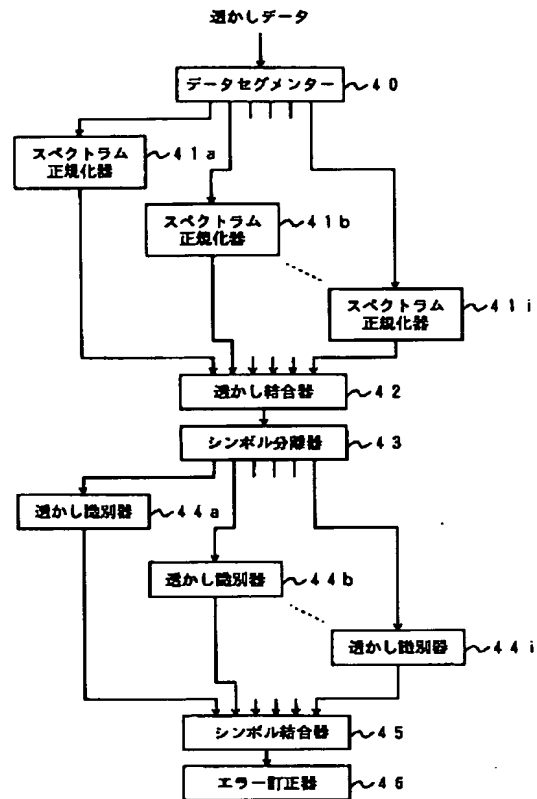 透かしデータ
データセグメンター
40
スペクトラム
正規化器
41a
スペクトラム
正規化器
41b
スペクトラム
正規化器
41i
透かし結合器
42
シンボル分離器
43
透かし識別器
44a
透かし識別器
44b
透かし識別器
44i
シンボル結合器
45
エラー訂正器
46